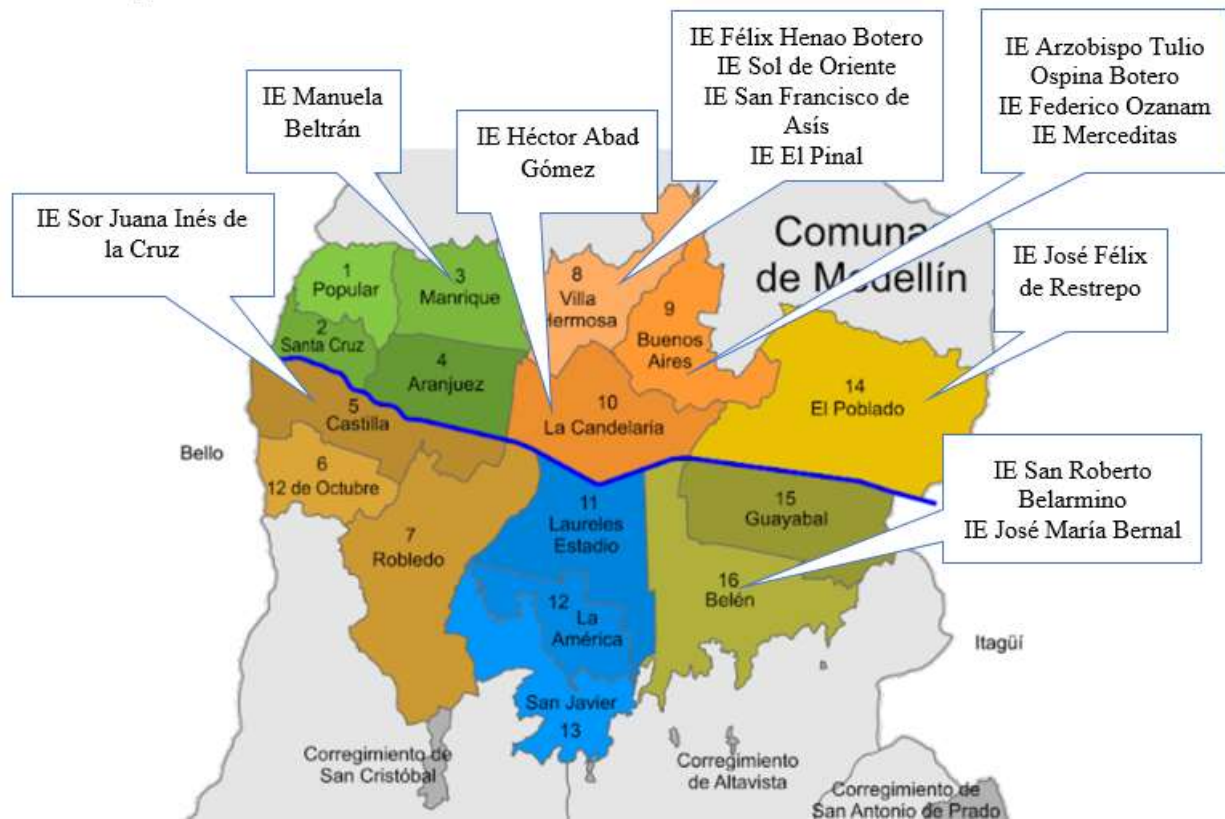 IE Félix Henao Botero
IE Sol de Oriente
IE San Francisco de
Asís
IE El Pinal
IE Arzobispo Tulio
Ospina Botero
IE Federico Ozanam
IE Merceditas
IE Manuela
Beltrán
IE Héctor Abad
Gómez
IE Sor Juana Inés de
la Cruz
Comuna
de Medellín
IE José Félix
de Restrepo
1
Popular
3
Manrique
8
Villa
Hermosa
9
Buenos
Aires
2
Santa Cruz
4
Aranjuez
14
El Poblado
10
La Candelaria
5
Castilla
Bello
6
12 de Octubre
IE San Roberto
Belarmino
IE José María Bernal
11
Laureles
Estadio
15
Guayabal
7
Robledo
16
Belén
12
La
América
Itagüí
San Javier
13
Corregimiento de
San Cristóbal
Corregimiento
de Altavista
Corregimiento de
San Antonio de Prado